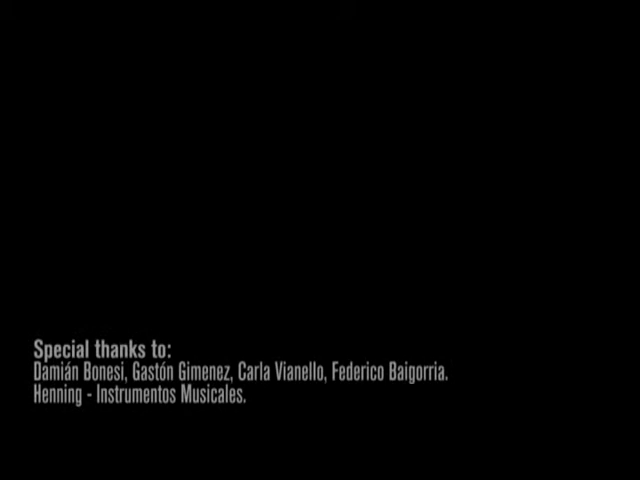 Special thanks to:
Damián Bonesi, Gastón Gimenez, Carla Vianello, Federico Baigorria.
Henning - Instrumentos Musicales.